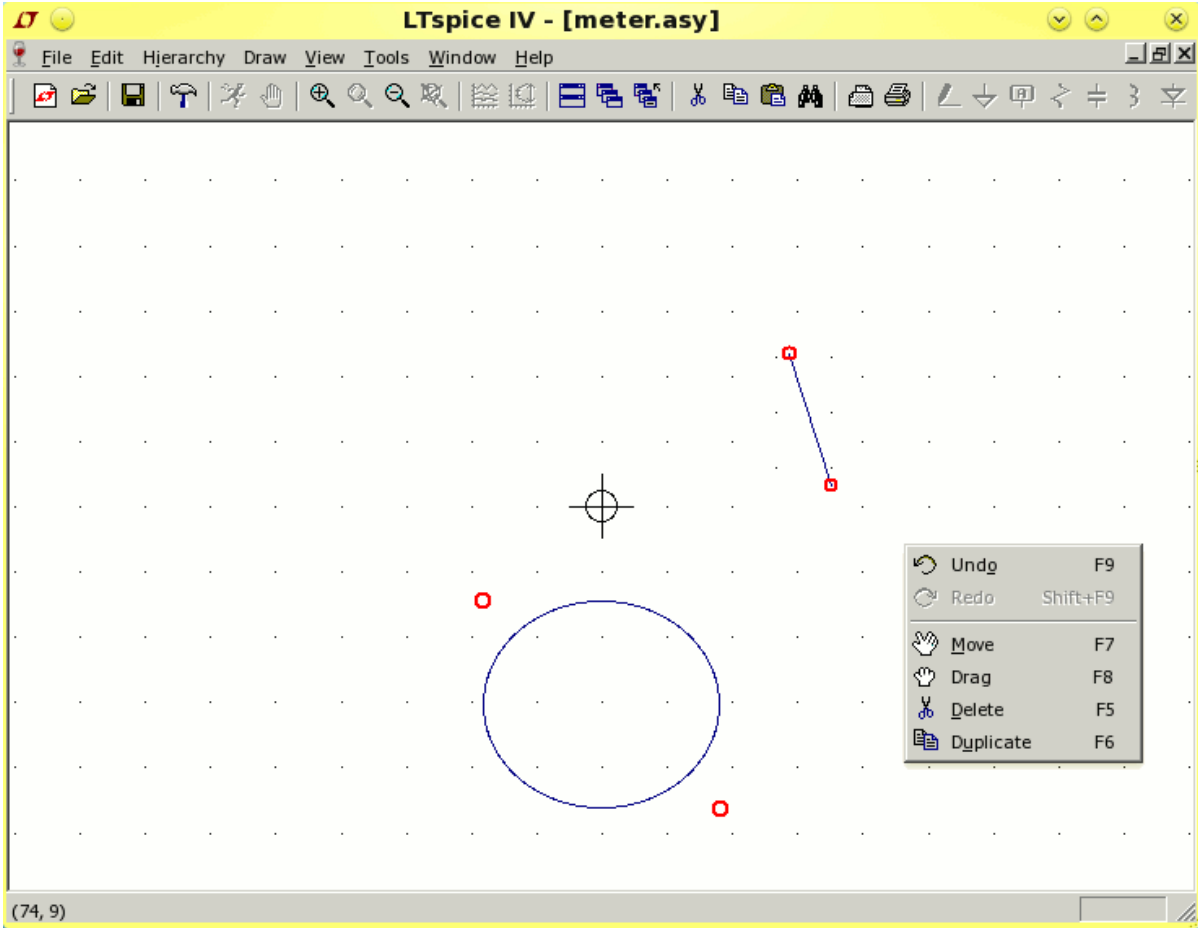 LTspice IV - [meter.asy]
File Edit Hierarchy Draw View Tools Window Help
Undo F9
Redo Shift+F9
Move F7
Drag F8
Delete F5
Duplicate F6
(74, 9)